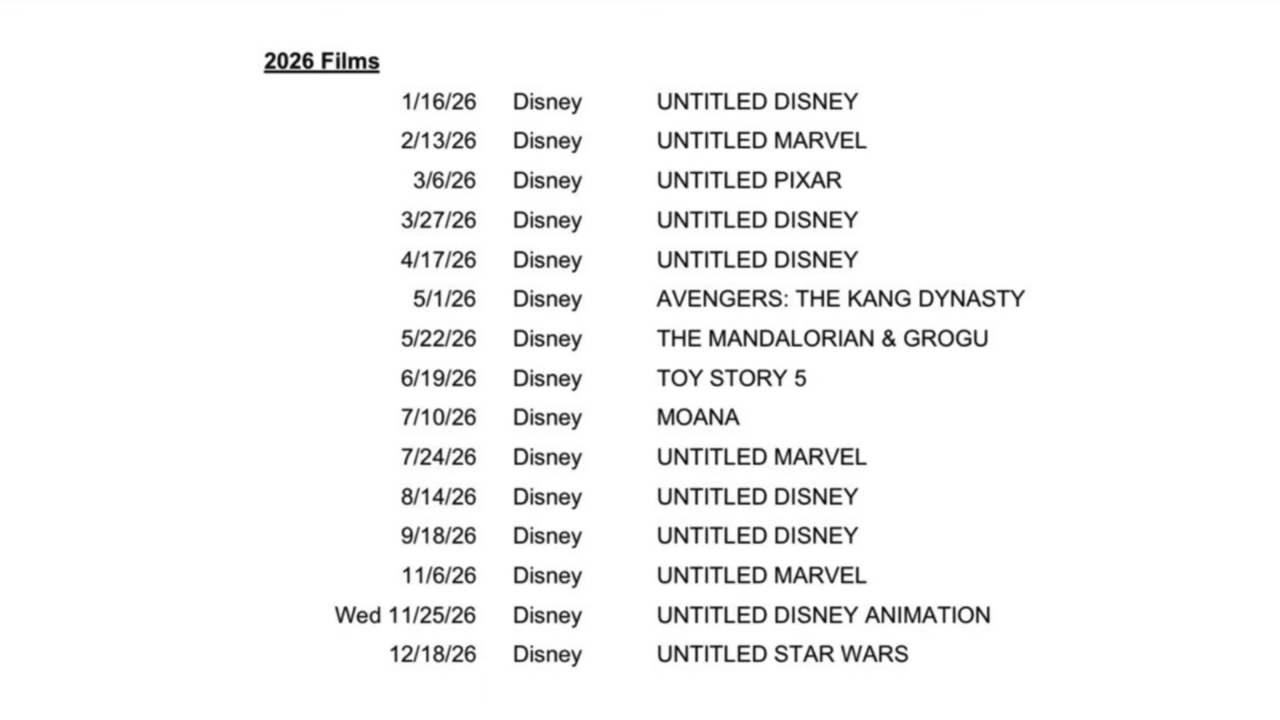 2026 Films
1/16/26 Disney UNTITLED DISNEY
2/13/26 Disney UNTITLED MARVEL
3/6/26 Disney UNTITLED PIXAR
3/27/26 Disney UNTITLED DISNEY
4/17/26 Disney UNTITLED DISNEY
5/1/26 Disney AVENGERS: THE KANG DYNASTY
5/22/26 Disney THE MANDALORIAN & GROGU
6/19/26 Disney TOY STORY 5
7/10/26 Disney MOANA
7/24/26 Disney UNTITLED MARVEL
8/14/26 Disney UNTITLED DISNEY
9/18/26 Disney UNTITLED DISNEY
11/6/26 Disney UNTITLED MARVEL
Wed 11/25/26 Disney UNTITLED DISNEY ANIMATION
12/18/26 Disney UNTITLED STAR WARS